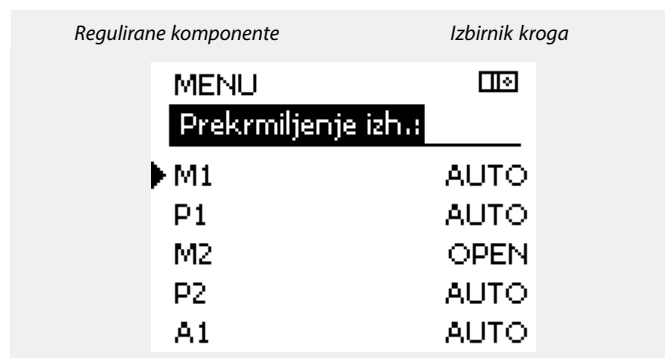 Regulirane komponente Izbirnik kroga
MENU
Prekrmiljenje izh.:
M1 AUTO
P1 AUTO
M2 OPEN
P2 AUTO
A1 AUTO